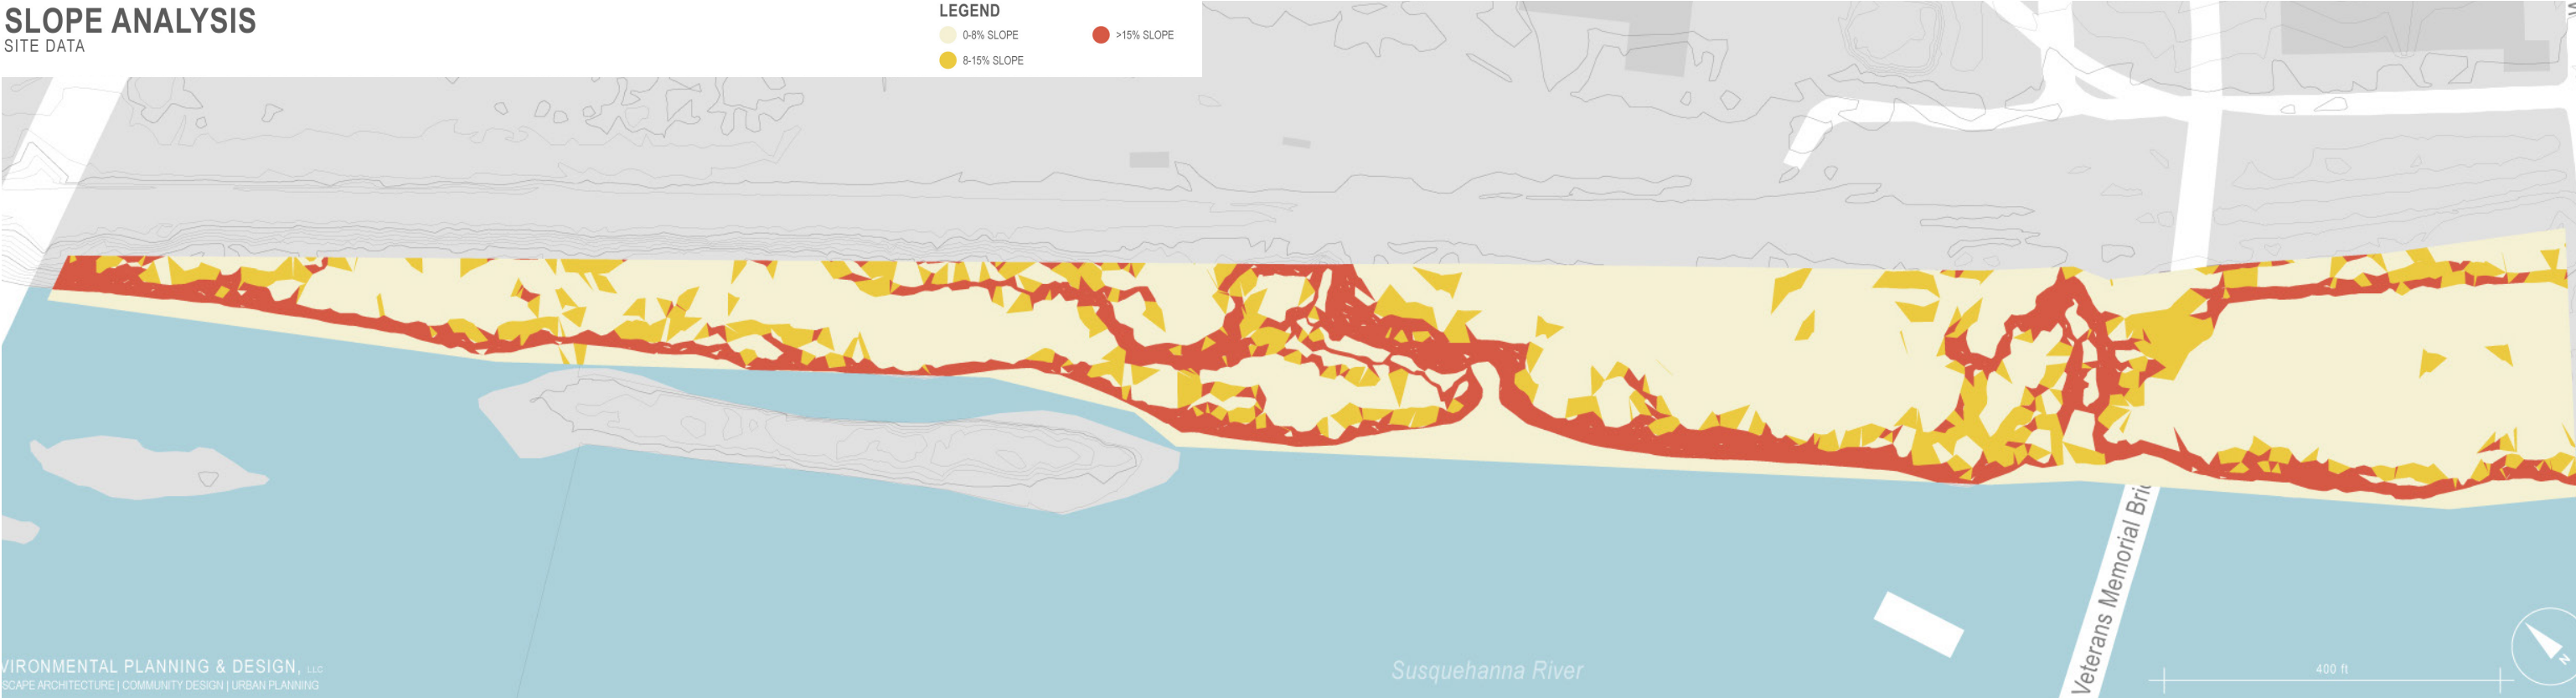 SLOPE ANALYSIS
SITE DATA
LEGEND
0-8% SLOPE
>15% SLOPE
8-15% SLOPE
Veterans Memorial Bri
Susquehanna River
400 ft
N
VIRONMENTAL PLANNING & DESIGN, LLC
SCAPE ARCHITECTURE | COMMUNITY DESIGN | URBAN PLANNING